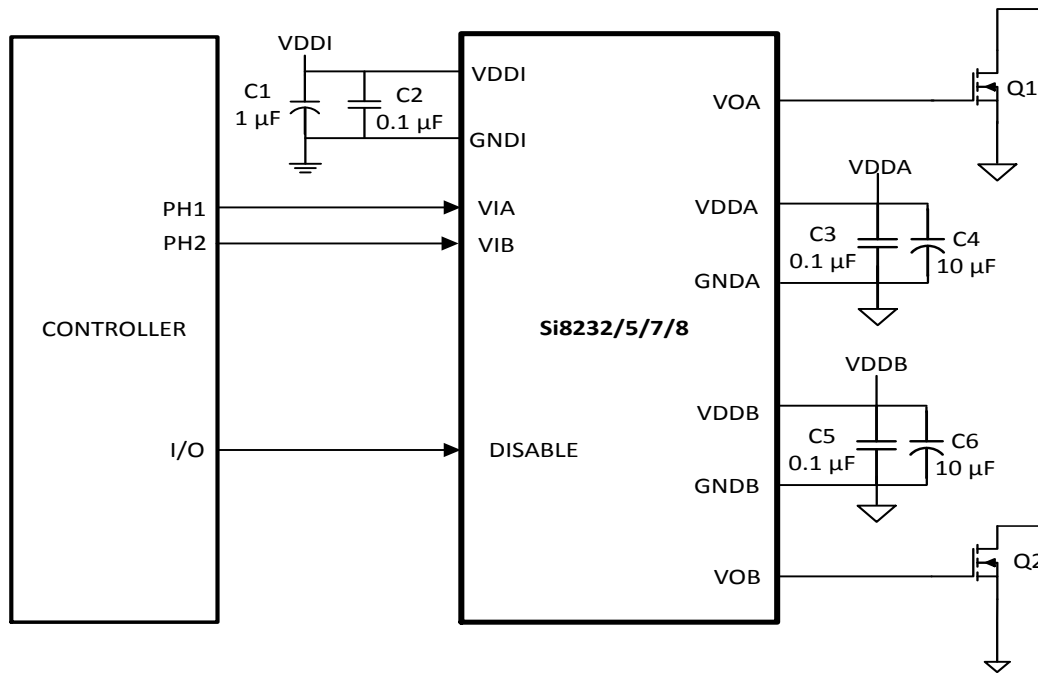 VDDI
C1
1 µF
C2
0.1 µF
VDDI
GNDI
VOA
Q1
PH1
PH2
VIA
VIB
VDDA
VDDA
GNDA
C3
0.1 µF
C4
10 µF
CONTROLLER
Si8232/5/7/8
VDDB
VDDB
GNDB
C5
0.1 µF
C6
10 µF
I/O
DISABLE
VOB
Q2